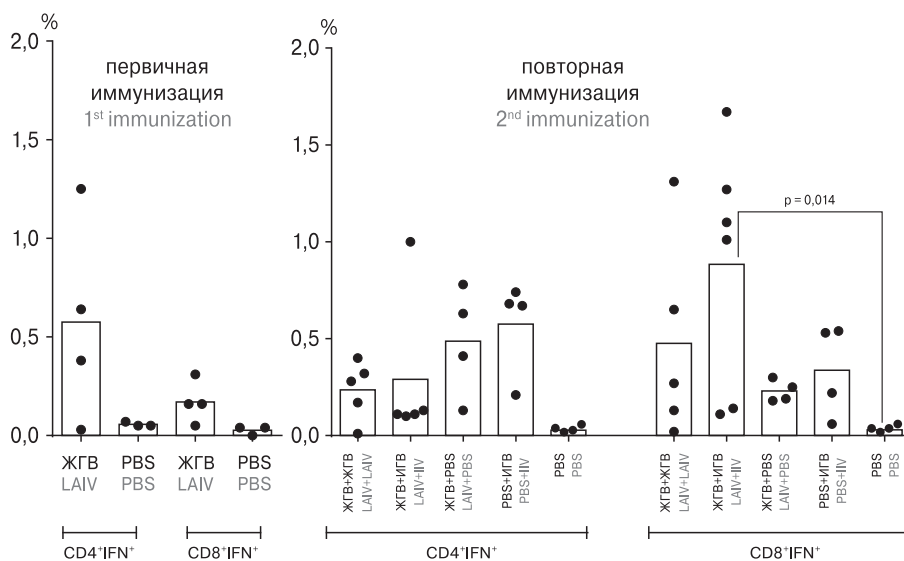 %
2,0
1,5
1,0
0,5
0,0
первичная
иммунизация
1st immunization
ЖГВ
LAIV
PBS
PBS
ЖГВ
LAIV
PBS
PBS
CD4+IFN+
CD8+IFN+
%
2,0
1,5
1,0
0,5
0,0
повторная
иммунизация
2nd immunization
p = 0,014
ЖГВ+ЖГВ
LAIV+LAIV
ЖГВ+ИГВ
LAIV+IIV
ЖГВ+PBS
LAIV+PBS
PBS+ИГВ
PBS+IIV
PBS
PBS
ЖГВ+ЖГВ
LAIV+LAIV
ЖГВ+ИГВ
LAIV+IIV
ЖГВ+PBS
LAIV+PBS
PBS+ИГВ
PBS+IIV
PBS
PBS
CD4+IFN+
CD8+IFN+